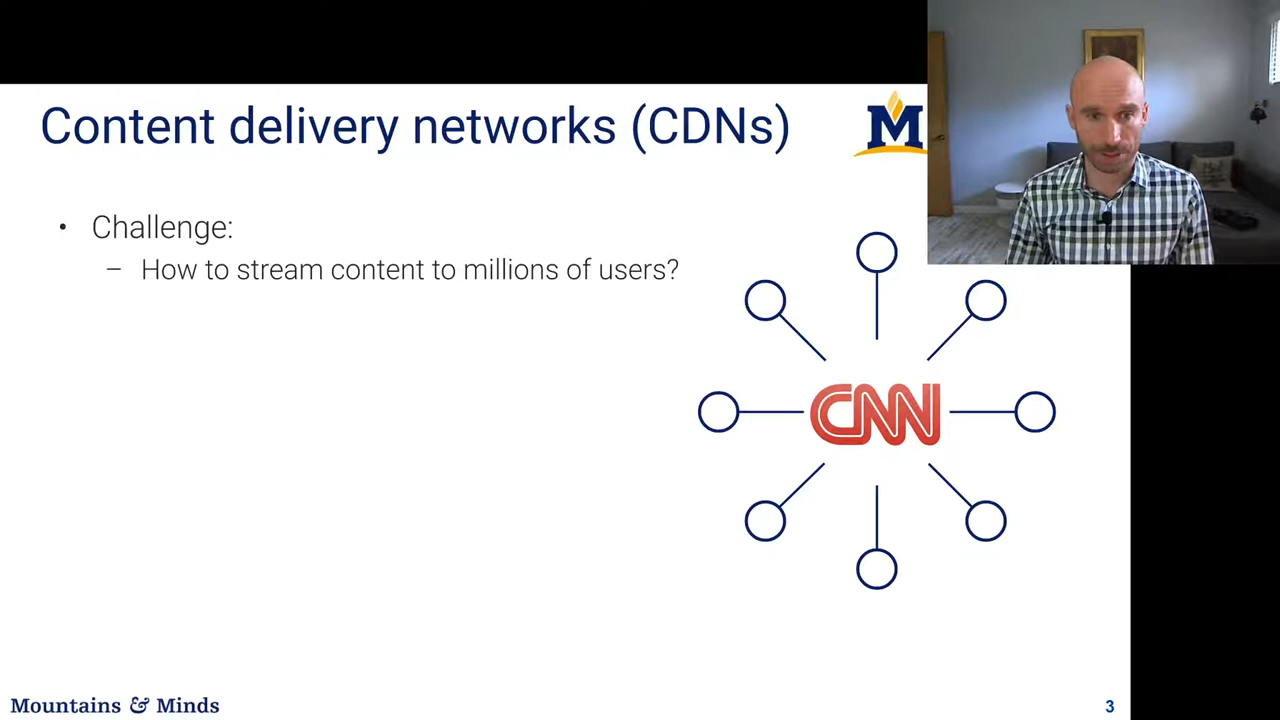 Content delivery networks (CDNs)
M
• Challenge:
– How to stream content to millions of users?
CNN
Mountains & Minds
3